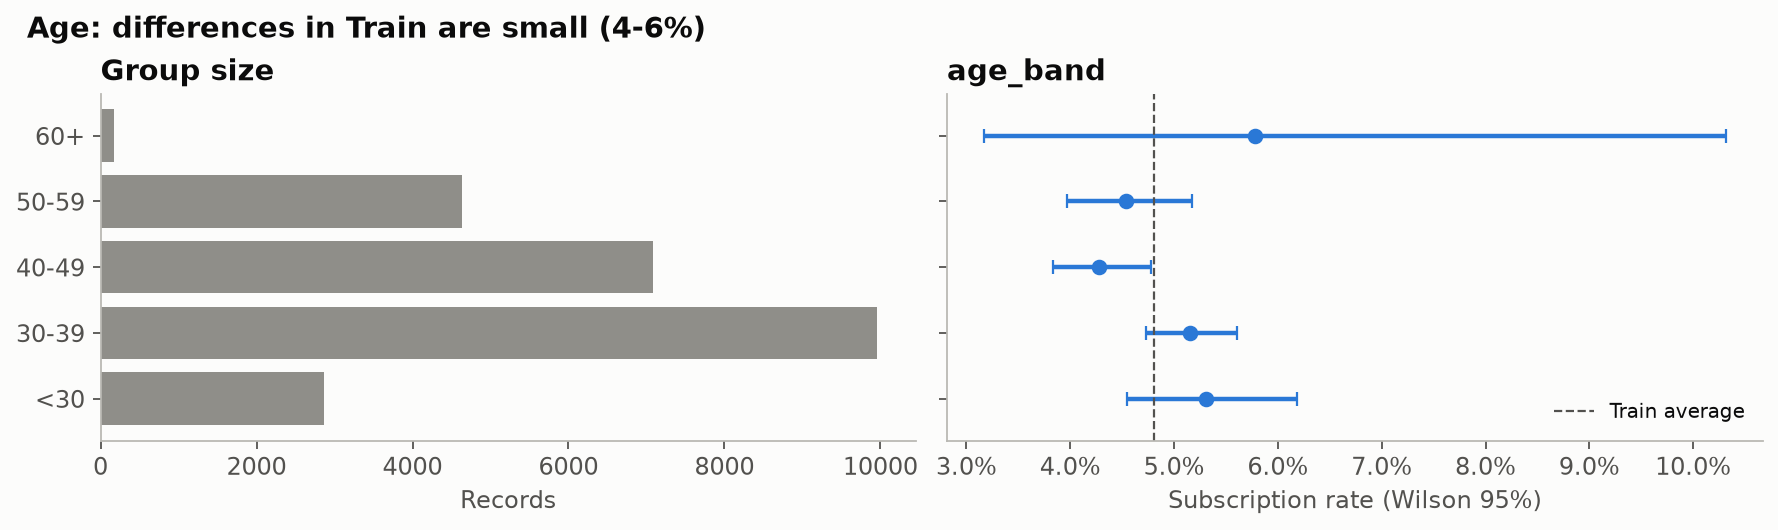 Age: differences in Train are small (4-6%)
Group size
60+
50-59
40-49
30-39
<30
0 2000 4000 6000 8000 10000
Records
age_band
Train average
3.0% 4.0% 5.0% 6.0% 7.0% 8.0% 9.0% 10.0%
Subscription rate (Wilson 95%)